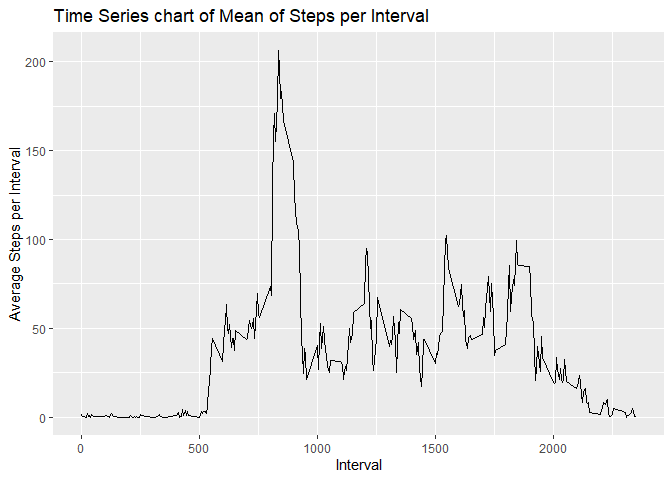 Time Series chart of Mean of Steps per Interval
Average Steps per Interval
200
150
100
50
0
0 500 1000 1500 2000
Interval